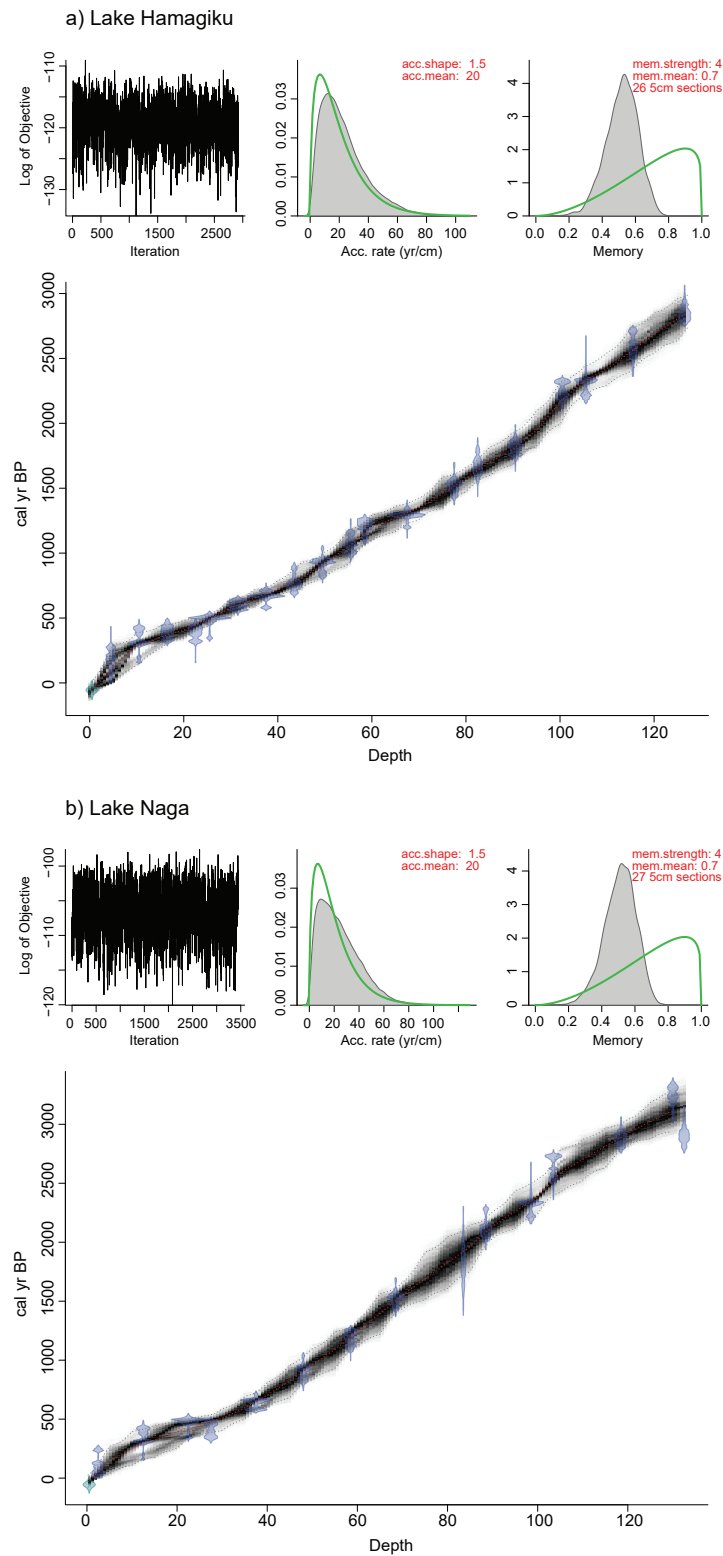 a) Lake Hamagiku
Log of Objective
−110
−120
−130
0 500 1500 2500
Iteration
acc.shape: 1.5
acc.mean: 20
0.00 0.01 0.02 0.03
0 20 40 60 80 100
Acc. rate (yr/cm)
mem.strength: 4
mem.mean: 0.7
26 5cm sections
0 1 2 3 4
0.0 0.2 0.4 0.6 0.8 1.0
Memory
cal yr BP
0 500 1000 1500 2000 2500 3000
0 20 40 60 80 100 120
Depth
b) Lake Naga
Log of Objective
−100
−110
−120
0 500 1500 2500 3500
Iteration
acc.shape: 1.5
acc.mean: 20
0.00 0.01 0.02 0.03
0 20 40 60 80 100
Acc. rate (yr/cm)
mem.strength: 4
mem.mean: 0.7
27 5cm sections
0 1 2 3 4
0.0 0.2 0.4 0.6 0.8 1.0
Memory
cal yr BP
0 500 1000 1500 2000 2500 3000
0 20 40 60 80 100 120
Depth